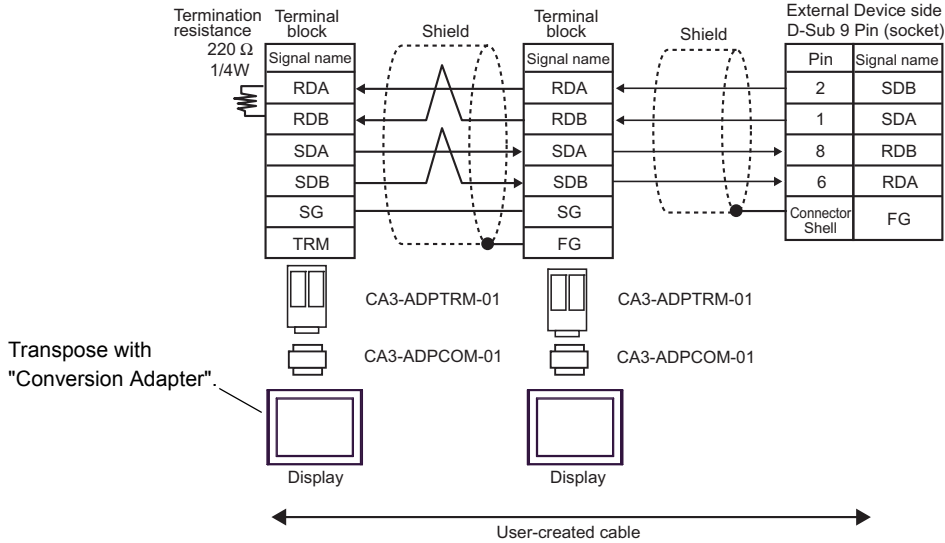 Termination
resistance
220 Ω
1/4W
Terminal
block
Signal name
RDA
RDB
SDA
SDB
SG
TRM
Shield
Terminal
block
Signal name
RDA
RDB
SDA
SDB
SG
FG
Shield
External Device side
D-Sub 9 Pin (socket)
Pin Signal name
2 SDB
1 SDA
8 RDB
6 RDA
Connector
Shell FG
CA3-ADPTRM-01
CA3-ADPTRM-01
CA3-ADPCOM-01
CA3-ADPCOM-01
Transpose with
"Conversion Adapter".
Display
Display
User-created cable